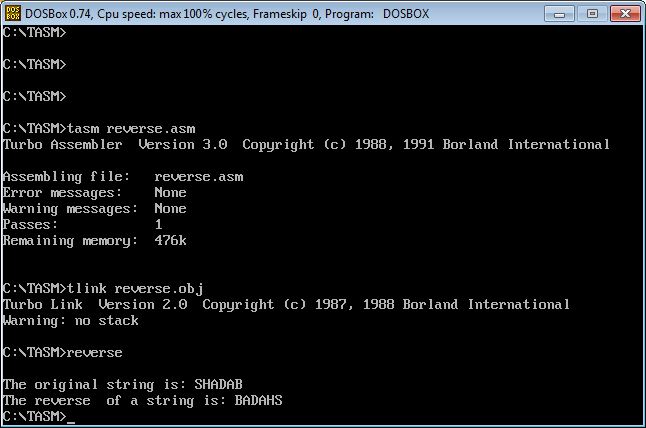 DOS
BOX
DOSBox 0.74, Cpu speed: max 100% cycles, Frameskip 0, Program: DOSBOX
C:\TASM>
C:\TASM>
C:\TASM>
C:\TASM>tasm reverse.asm
Turbo Assembler  Version 3.0  Copyright (c) 1988, 1991 Borland International
Assembling file:   reverse.asm
Error messages:    None
Warning messages:  None
Passes:            1
Remaining memory:  476k
C:\TASM>tlink reverse.obj
Turbo Link  Version 2.0  Copyright (c) 1987, 1988 Borland International
Warning: no stack
C:\TASM>reverse
The original string is: SHADAB
The reverse  of a string is: BADAHS
C:\TASM>_